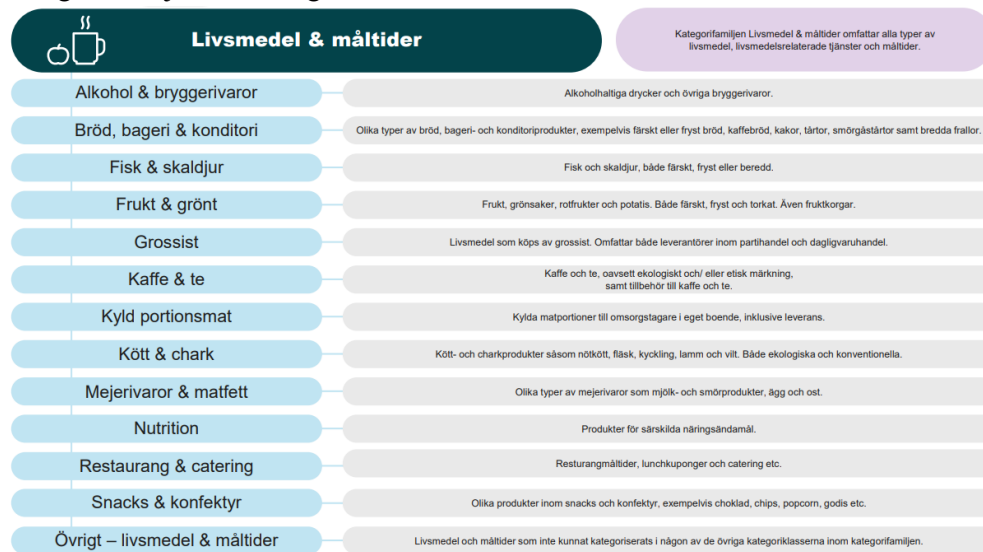 Livsmedel & måltider
Kategorifamiljen Livsmedel & måltider omfattar alla typer av
livsmedel, livsmedelsrelaterade tjänster och måltider.
Alkohol & bryggerivaror
Alkoholhaltiga drycker och övriga bryggerivaror.
Bröd, bageri & konditori
Olika typer av bröd, bageri- och konditoriprodukter, exempelvis färskt eller fryst bröd, kaffebröd, kakor, tårtor, smörgåstårtor samt bredda frallor.
Fisk & skaldjur
Fisk och skaldjur, både färskt, fryst eller beredd.
Frukt & grönt
Frukt, grönsaker, rotfrukter och potatis. Både färskt, fryst och torkat. Även fruktkorgar.
Grossist
Livsmedel som köps av grossist. Omfattar både leverantörer inom partihandel och dagligvaruhandel.
Kaffe & te
Kaffe och te, oavsett ekologiskt och/ eller etisk märkning,
samt tillbehör till kaffe och te.
Kyld portionsmat
Kylda matportioner till omsorgstagare i eget boende, inklusive leverans.
Kött & chark
Kött- och charkprodukter såsom nötkött, fläsk, kyckling, lamm och vilt. Både ekologiska och konventionella.
Mejerivaror & matfett
Olika typer av mejerivaror som mjölk- och smörprodukter, ägg och ost.
Nutrition
Produkter för särskilda näringsändamål.
Restaurang & catering
Resturangmåltider, lunchkuponger och catering etc.
Snacks & konfektyr
Olika produkter inom snacks och konfektyr, exempelvis choklad, chips, popcorn, godis etc.
Övrigt – livsmedel & måltider
Livsmedel och måltider som inte kunnat kategoriserats i någon av de övriga kategoriklasserna inom kategorifamiljen.